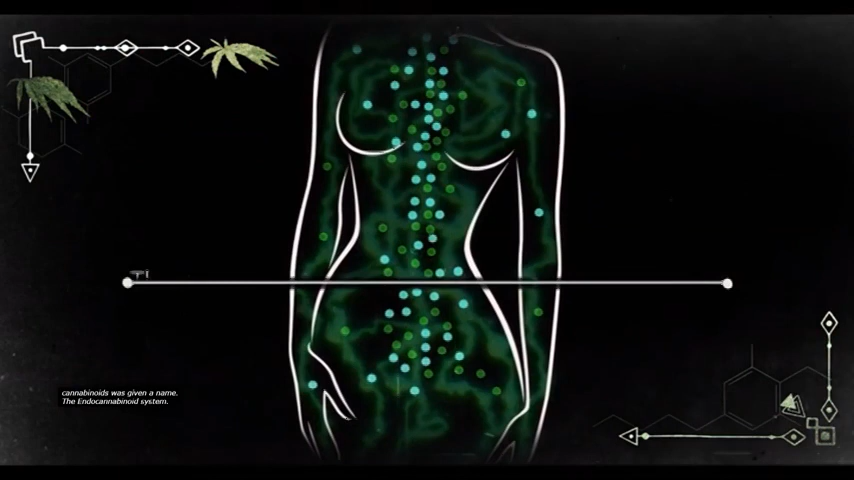 cannabinoids was given a name.
The Endocannabinoid system.